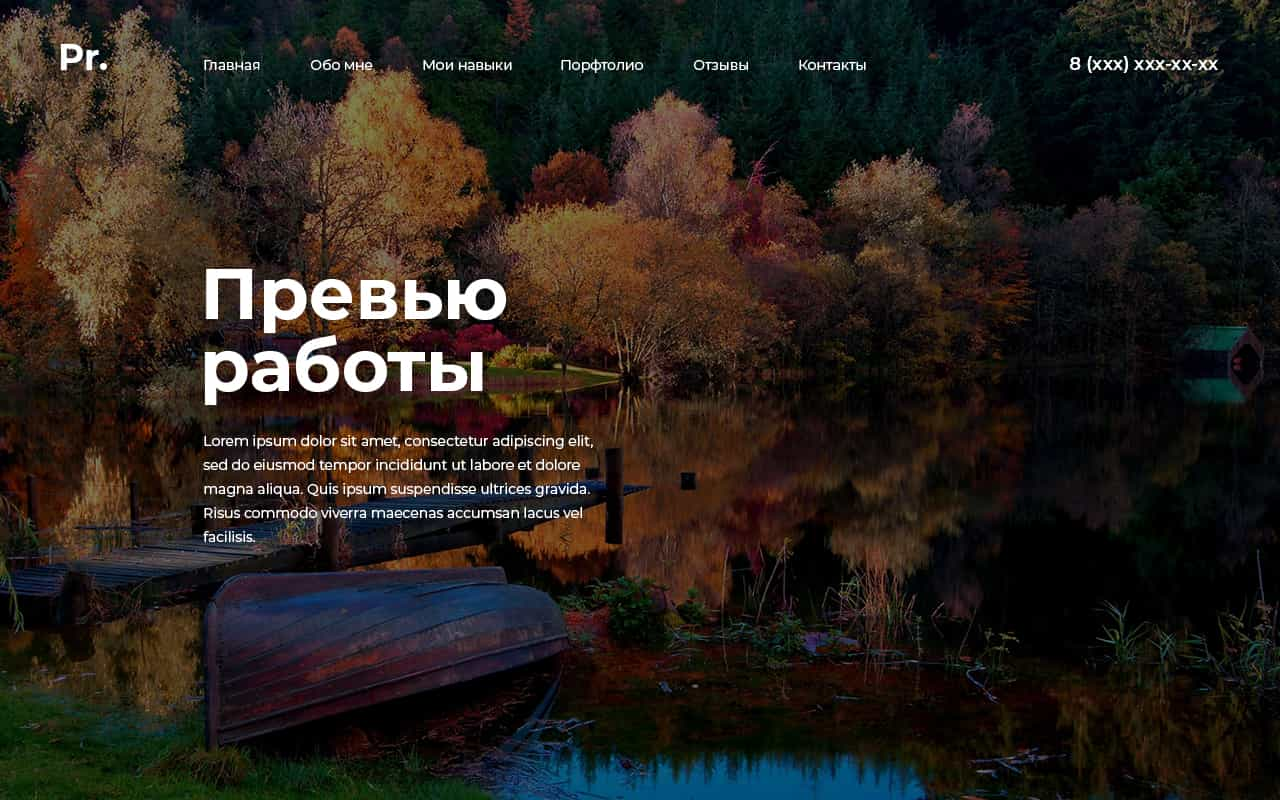 Pr.
Главная Обо мне Мои навыки Порфтолио Отзывы Контакты
8 (xxx) xxx-xx-xx
Превью
работы
Lorem ipsum dolor sit amet, consectetur adipiscing elit,
sed do eiusmod tempor incididunt ut labore et dolore
magna aliqua. Quis ipsum suspendisse ultrices gravida.
Risus commodo viverra maecenas accumsan lacus vel
facilisis.